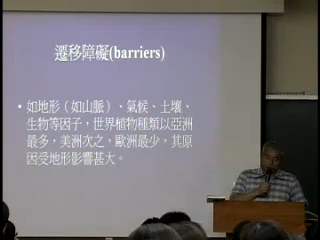 遷移障礙(barriers)
• 如地形（如山脈）、氣候、土壤、
生物等因子，世界植物種類以亞洲
最多，美洲次之，歐洲最少，其原
因受地形影響甚大。